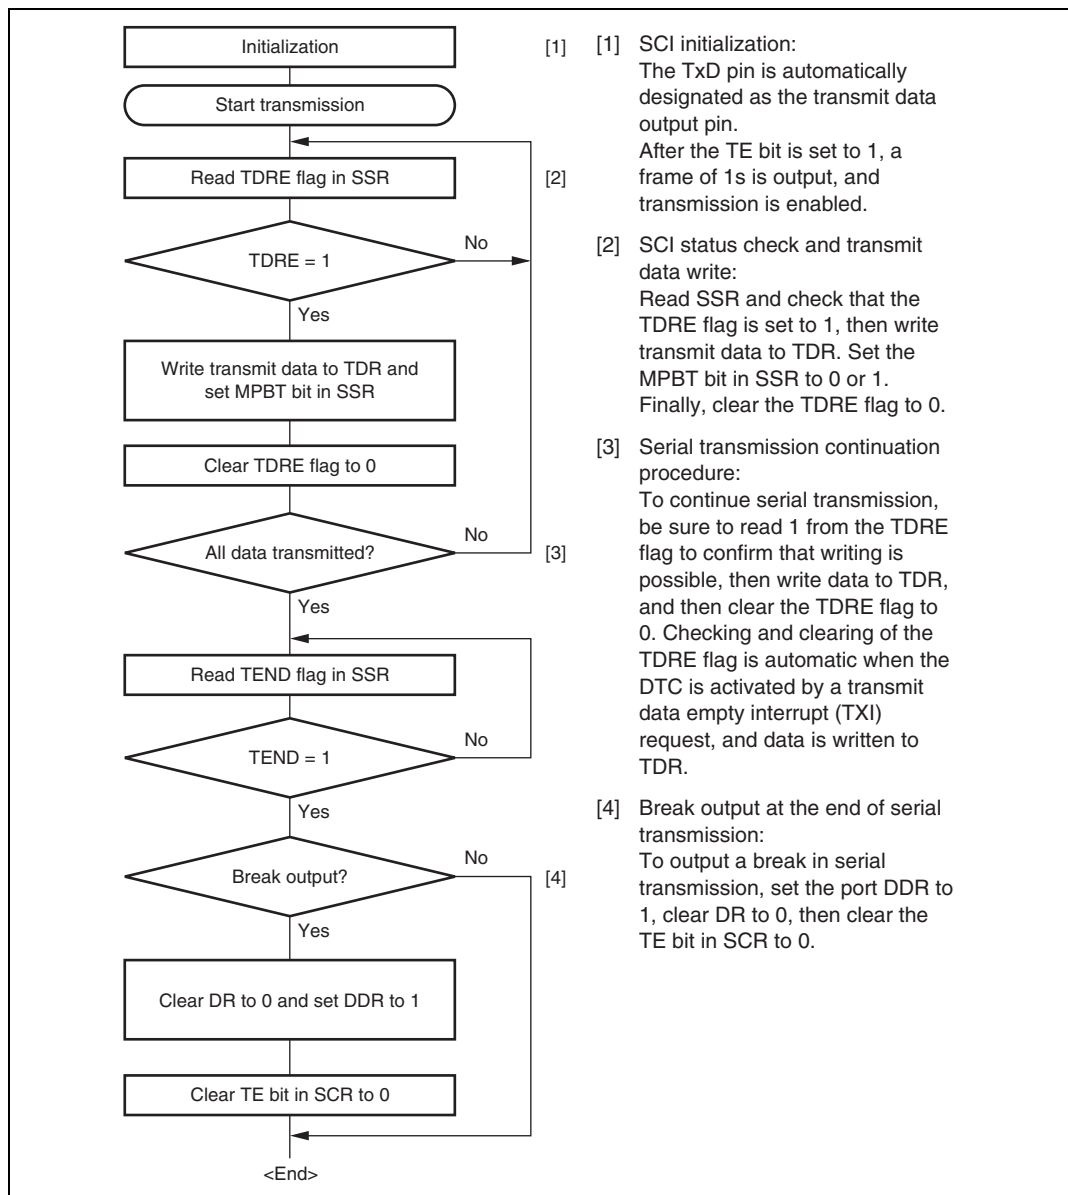 Initialization
[1]
Start transmission
Read TDRE flag in SSR
[2]
TDRE = 1
No
Yes
Write transmit data to TDR and
set MPBT bit in SSR
Clear TDRE flag to 0
All data transmitted?
No
[3]
Yes
Read TEND flag in SSR
TEND = 1
No
Yes
Break output?
No
[4]
Yes
Clear DR to 0 and set DDR to 1
Clear TE bit in SCR to 0
<End>
[1] SCI initialization:
The TxD pin is automatically
designated as the transmit data
output pin.
After the TE bit is set to 1, a
frame of 1s is output, and
transmission is enabled.
[2] SCI status check and transmit
data write:
Read SSR and check that the
TDRE flag is set to 1, then write
transmit data to TDR. Set the
MPBT bit in SSR to 0 or 1.
Finally, clear the TDRE flag to 0.
[3] Serial transmission continuation
procedure:
To continue serial transmission,
be sure to read 1 from the TDRE
flag to confirm that writing is
possible, then write data to TDR,
and then clear the TDRE flag to
0. Checking and clearing of the
TDRE flag is automatic when the
DTC is activated by a transmit
data empty interrupt (TXI)
request, and data is written to
TDR.
[4] Break output at the end of serial
transmission:
To output a break in serial
transmission, set the port DDR to
1, clear DR to 0, then clear the
TE bit in SCR to 0.